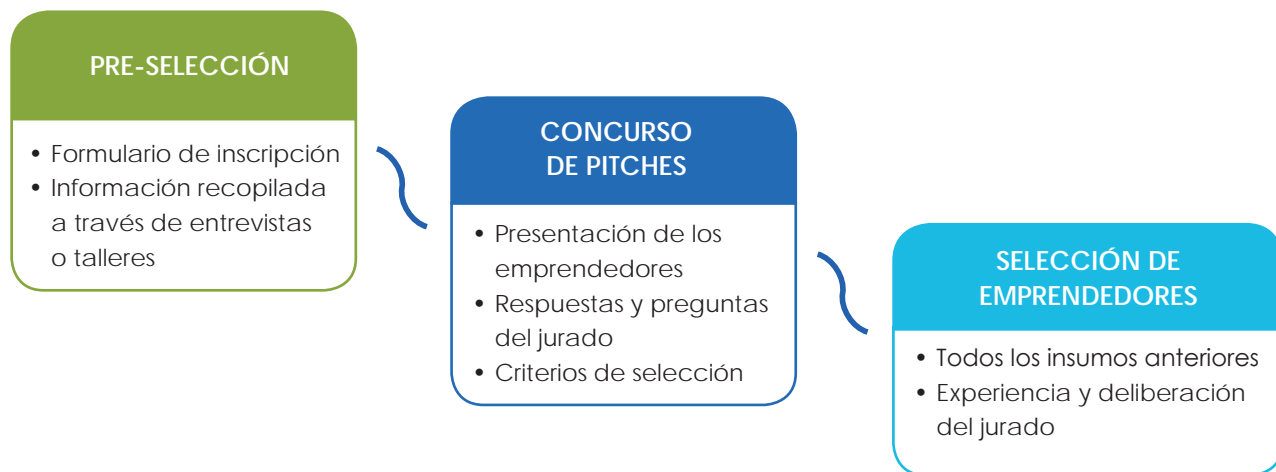 PRE-SELECCIÓN
• Formulario de inscripción
• Información recopilada
a través de entrevistas
o talleres
CONCURSO
DE PITCHES
• Presentación de los
emprendedores
• Respuestas y preguntas
del jurado
• Criterios de selección
SELECCIÓN DE
EMPRENDEDORES
• Todos los insumos anteriores
• Experiencia y deliberación
del jurado